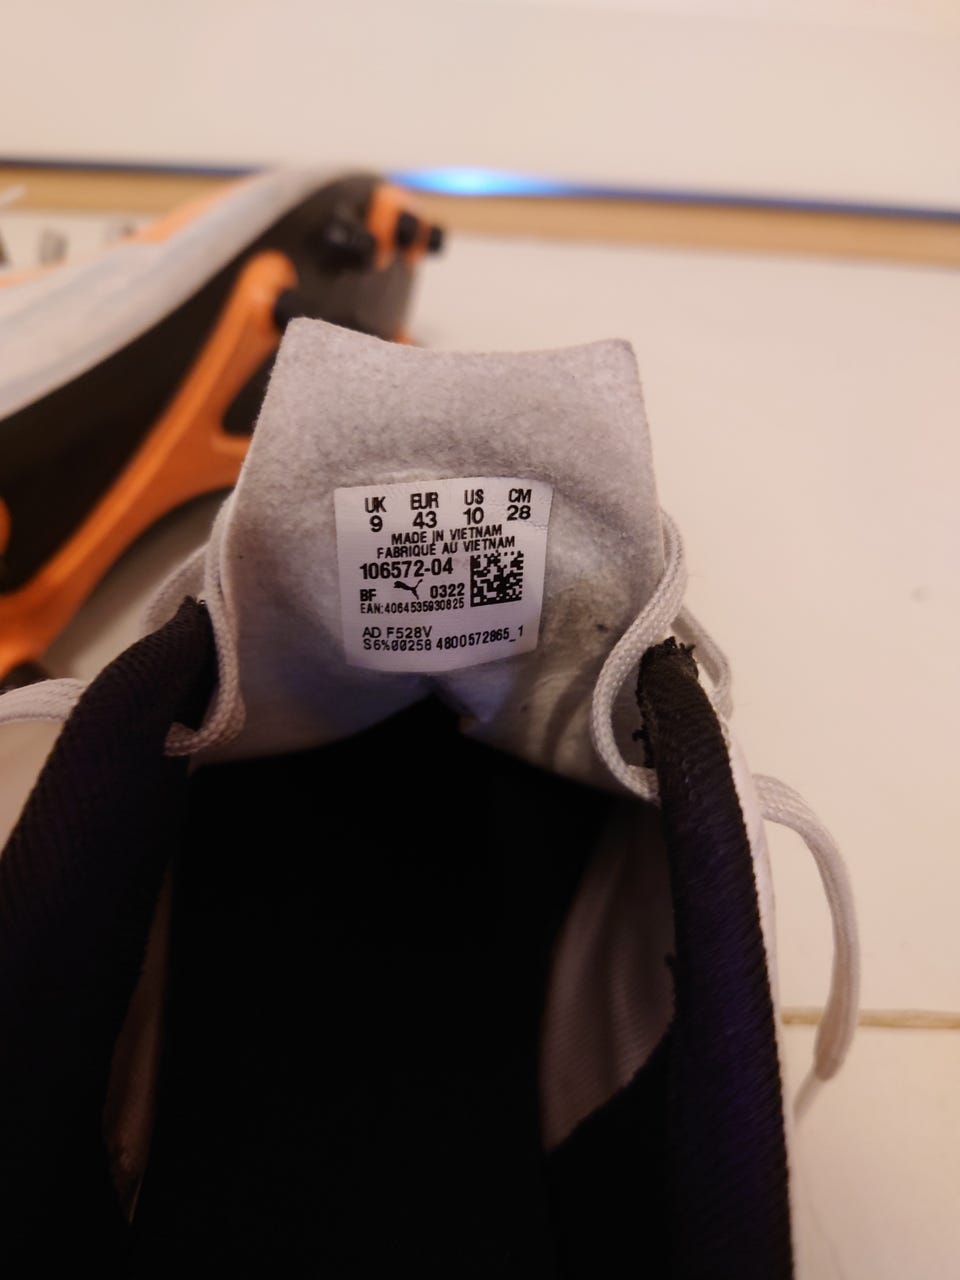 UK EUR US CM
9 43 10 28
MADE IN VIETNAM
FABRIQUÉ AU VIETNAM
106572-04
BF 0322
EAN:4064535930825
AD F528V
S6%00258 4800572865_1